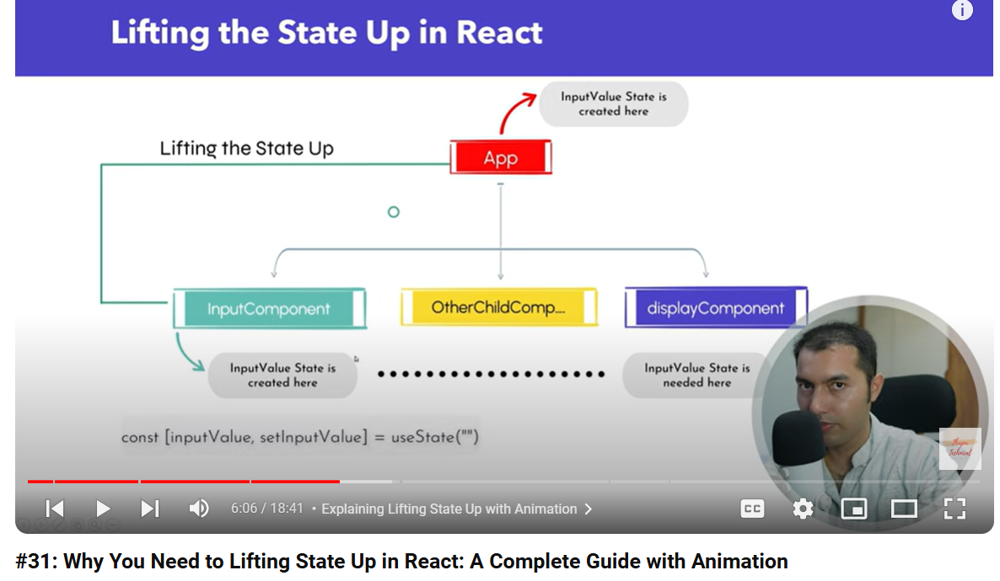 Lifting the State Up in React
InputValue State is
created here
Lifting the State Up
App
InputComponent
OtherChildComp....
displayComponent
InputValue State is
created here
InputValue State is
needed here
const [inputValue, setInputValue] = useState("")
Thapa
Technical
6:06 / 18:41 • Explaining Lifting State Up with Animation
CC
#31: Why You Need to Lifting State Up in React: A Complete Guide with Animation